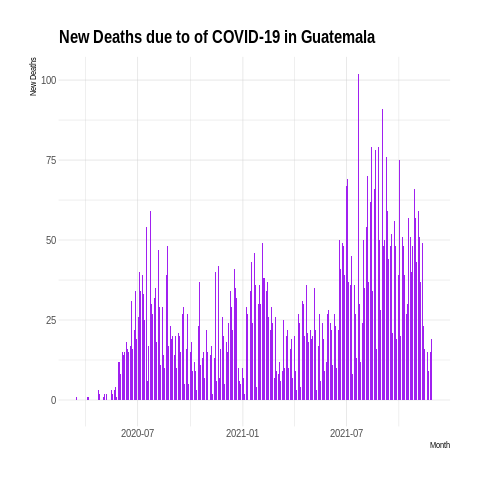 New Deaths due to of COVID-19 in Guatemala
New Deaths
100
75
50
25
0
2020-07
2021-01
2021-07
Month